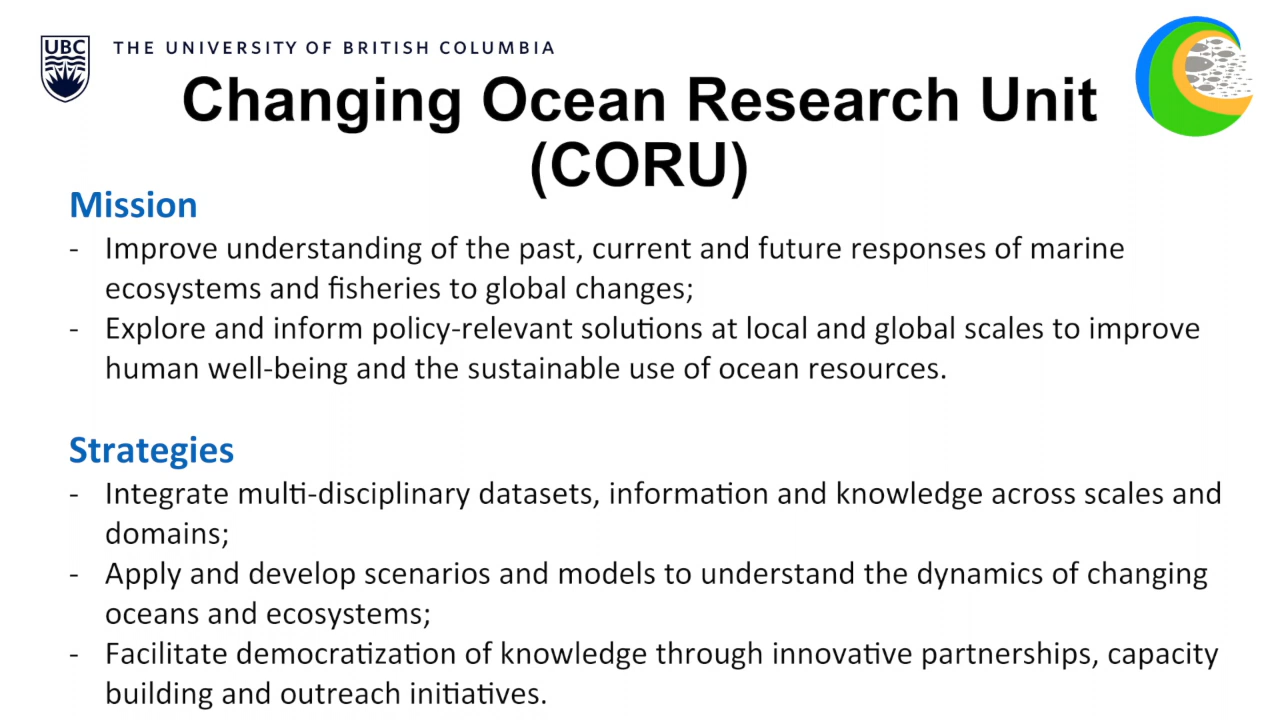 UBC
THE UNIVERSITY OF BRITISH COLUMBIA
Changing Ocean Research Unit
(CORU)
Mission
- Improve understanding of the past, current and future responses of marine
ecosystems and fisheries to global changes;
- Explore and inform policy-relevant solutions at local and global scales to improve
human well-being and the sustainable use of ocean resources.
Strategies
- Integrate multi-disciplinary datasets, information and knowledge across scales and
domains;
- Apply and develop scenarios and models to understand the dynamics of changing
oceans and ecosystems;
- Facilitate democratization of knowledge through innovative partnerships, capacity
building and outreach initiatives.